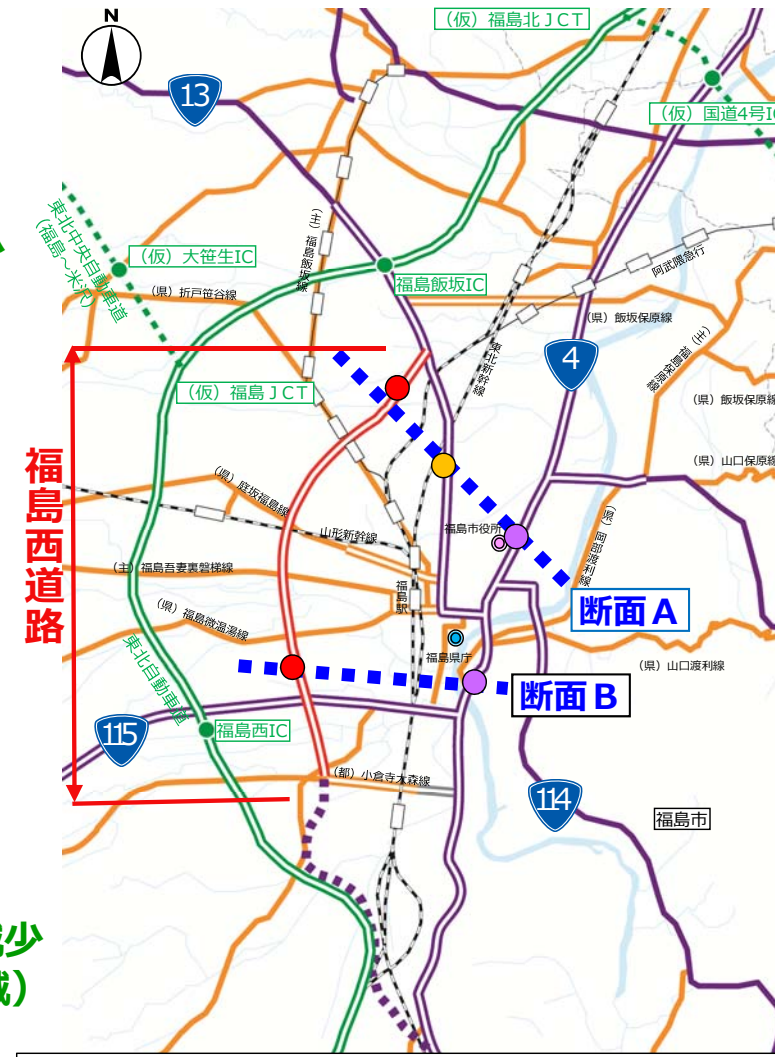 N
(仮) 福島北JCT
13
(仮) 国道4号I
東北中央自動車道
(福島～米沢)
(仮) 大笹生IC
(主) 福島飯坂線
(県) 折戸笹谷線
福島飯坂IC
阿武隈急行
(県) 飯坂保原線
東北新幹線
4
(主) 福島保原線
(仮) 福島JCT
(県) 飯坂保原線
福島西道路
(県) 庭坂福島線
(県) 山口保原線
山形新幹線
福島市役所
(県) 岡部渡利線
(主) 福島吾妻裏磐梯線
福島駅
断面A
(県) 福島微温湯線
福島県庁
(県) 山口渡利線
東北自動車道
断面B
115
福島西IC
(都) 小倉寺大森線
114
福島市
少
)